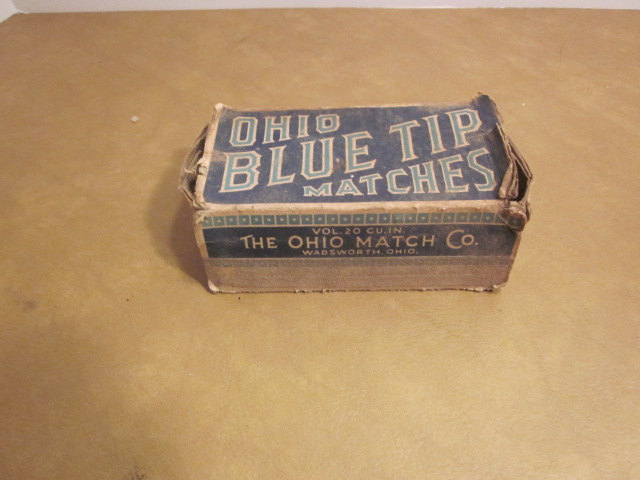 OHIO
BLUE TIP
MATCHES
VOL. 20 CU. IN.
THE OHIO MATCH CO.
WADSWORTH, OHIO.